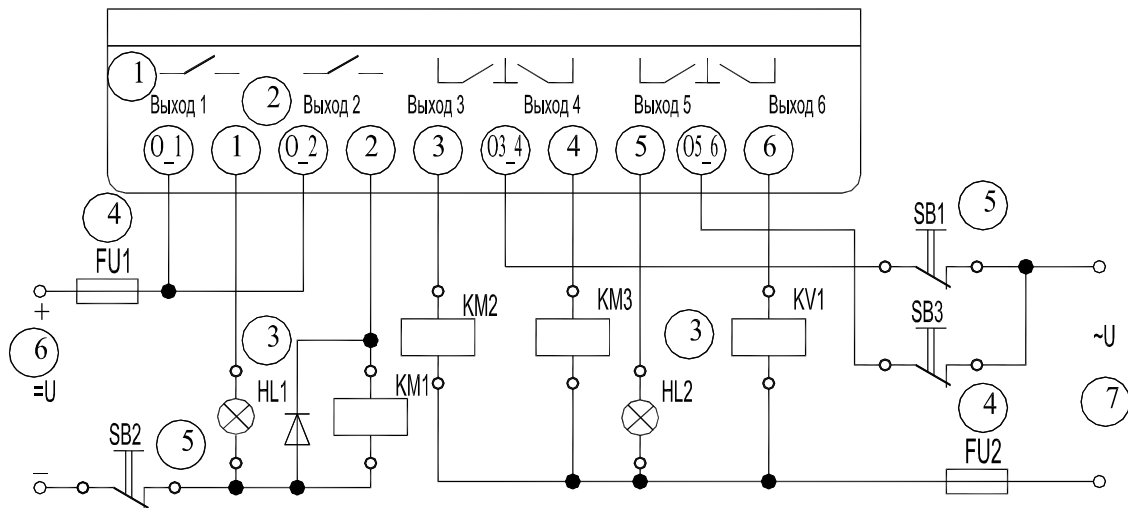 1
2
Выход 1
Выход 2
Выход 3
Выход 4
Выход 5
Выход 6
0_1
1
0_2
2
3
03_4
4
5
05_6
6
4
FU1
+
6
=U
3
HL1
KM1
KM2
KM3
3
HL2
KV1
SB1
5
SB3
~U
4
7
SB2
5
–
FU2